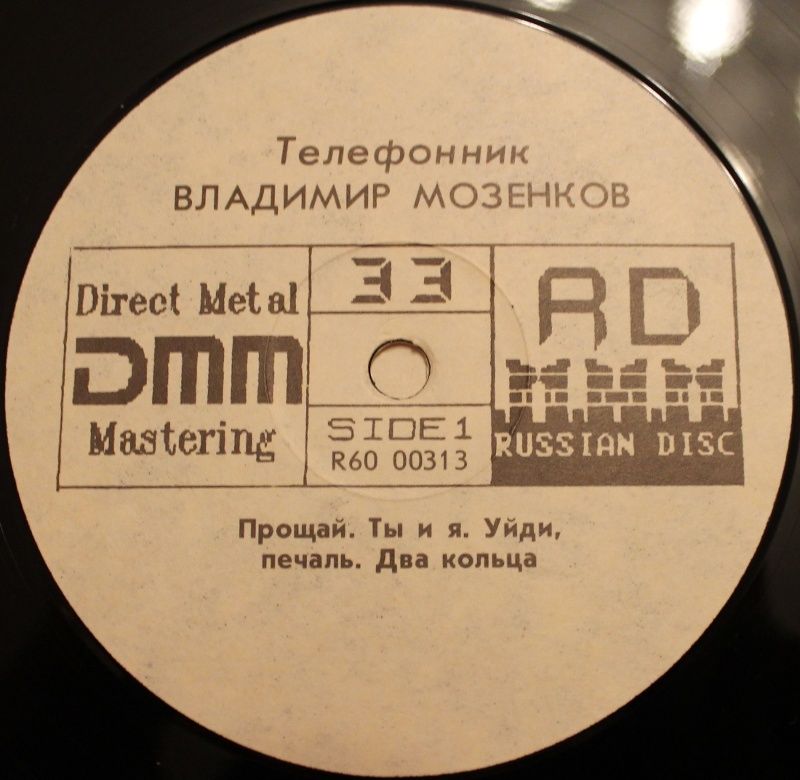 Телефонник
ВЛАДИМИР МОЗЕНКОВ
Direct Metal
DMM
Mastering
33
SIDE 1
R60 00313
RD
RUSSIAN DISC
Прощай. Ты и я. Уйди,
печаль. Два кольца